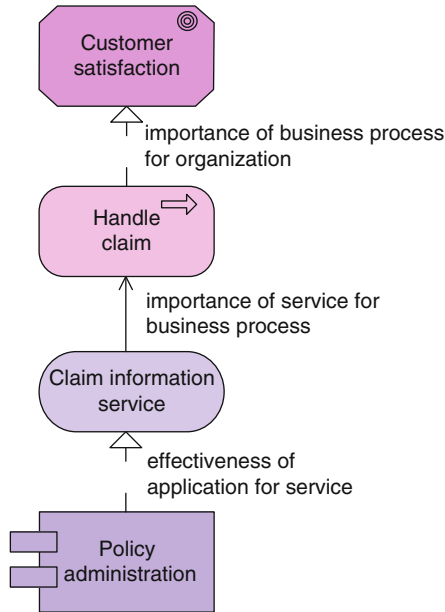 Customer
satisfaction
importance of business process
for organization
Handle
claim
importance of service for
business process
Claim information
service
effectiveness of
application for service
Policy
administration